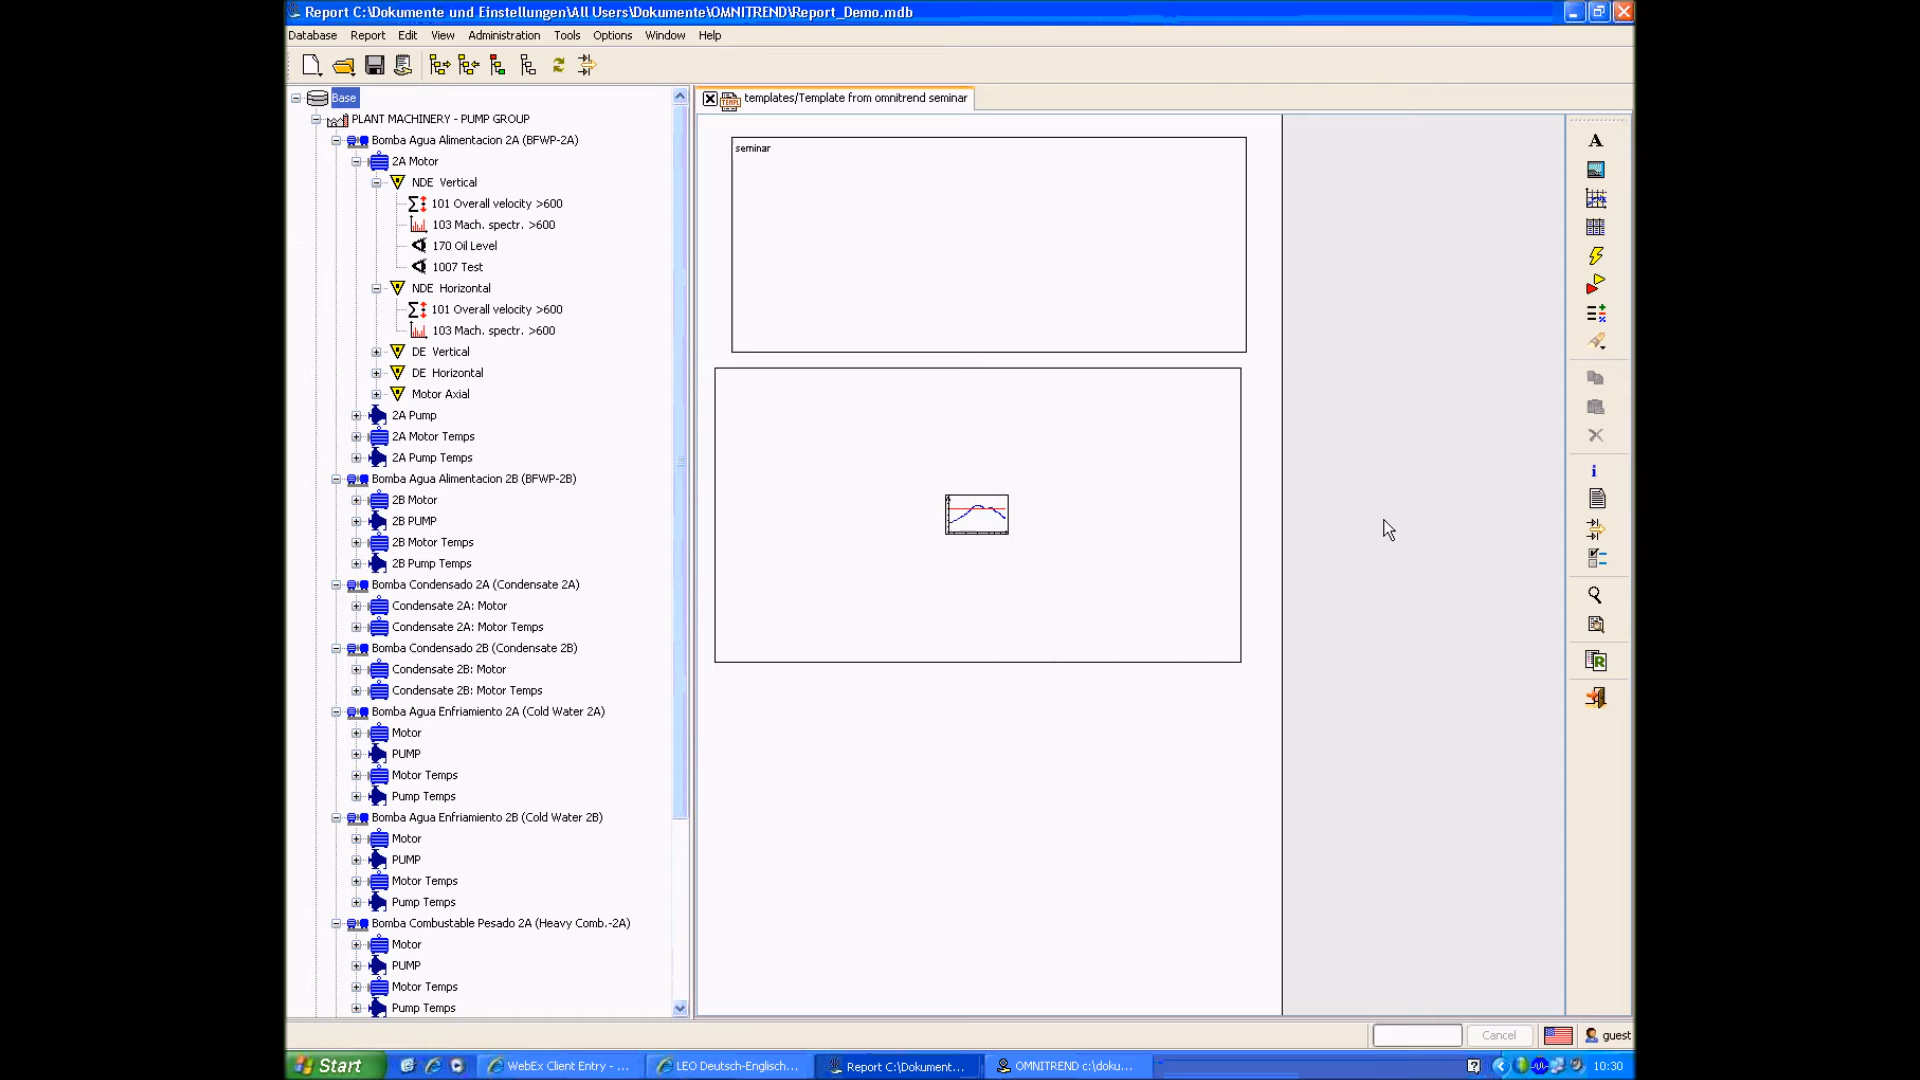 Report C:\Dokumente und Einstellungen\All Users\Dokumente\OMNITREND\Report_Demo.mdb
Database Report Edit View Administration Tools Options Window Help
Base
PLANT MACHINERY - PUMP GROUP
Bomba Agua Alimentacion 2A (BFWP-2A)
2A Motor
NDE Vertical
101 Overall velocity >600
103 Mach. spectr. >600
170 Oil Level
1007 Test
NDE Horizontal
101 Overall velocity >600
103 Mach. spectr. >600
DE Vertical
DE Horizontal
Motor Axial
2A Pump
2A Motor Temps
2A Pump Temps
Bomba Agua Alimentacion 2B (BFWP-2B)
2B Motor
2B PUMP
2B Motor Temps
2B Pump Temps
Bomba Condensado 2A (Condensate 2A)
Condensate 2A: Motor
Condensate 2A: Motor Temps
Bomba Condensado 2B (Condensate 2B)
Condensate 2B: Motor
Condensate 2B: Motor Temps
Bomba Agua Enfriamiento 2A (Cold Water 2A)
Motor
PUMP
Motor Temps
Pump Temps
Bomba Agua Enfriamiento 2B (Cold Water 2B)
Motor
PUMP
Motor Temps
Pump Temps
Bomba Combustable Pesado 2A (Heavy Comb.-2A)
Motor
PUMP
Motor Temps
Pump Temps
templates/Template from omnitrend seminar
seminar
Cancel
guest
Start
WebEx Client Entry - ...
LEO Deutsch-Englisch...
Report C:\Dokument...
OMNITREND c:\doku...
10:30